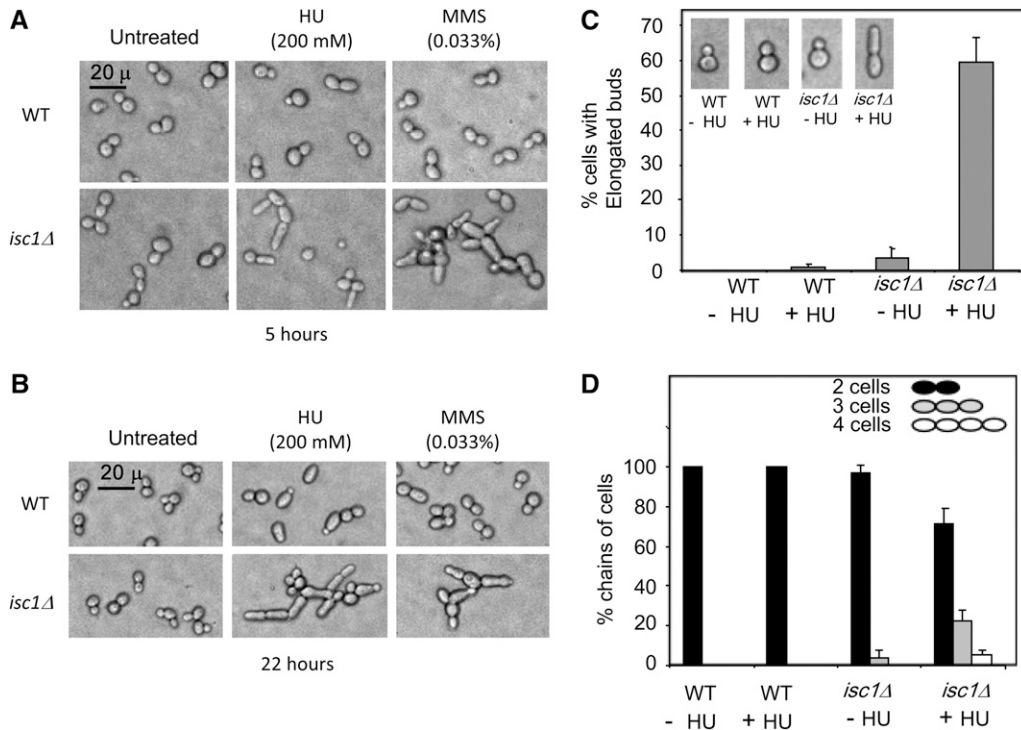 A
Untreated
HU
(200 mM)
MMS
(0.033%)
20 μ
WT
isc1Δ
5 hours
B
Untreated
HU
(200 mM)
MMS
(0.033%)
20 μ
WT
isc1Δ
22 hours
C
% cells with
Elongated buds
70
60
50
40
30
20
10
0
WT WT isc1Δ isc1Δ
- HU + HU - HU + HU
WT WT isc1Δ isc1Δ
- HU + HU - HU + HU
D
% chains of cells
2 cells
3 cells
4 cells
100
80
60
40
20
0
WT WT isc1Δ isc1Δ
- HU + HU - HU + HU